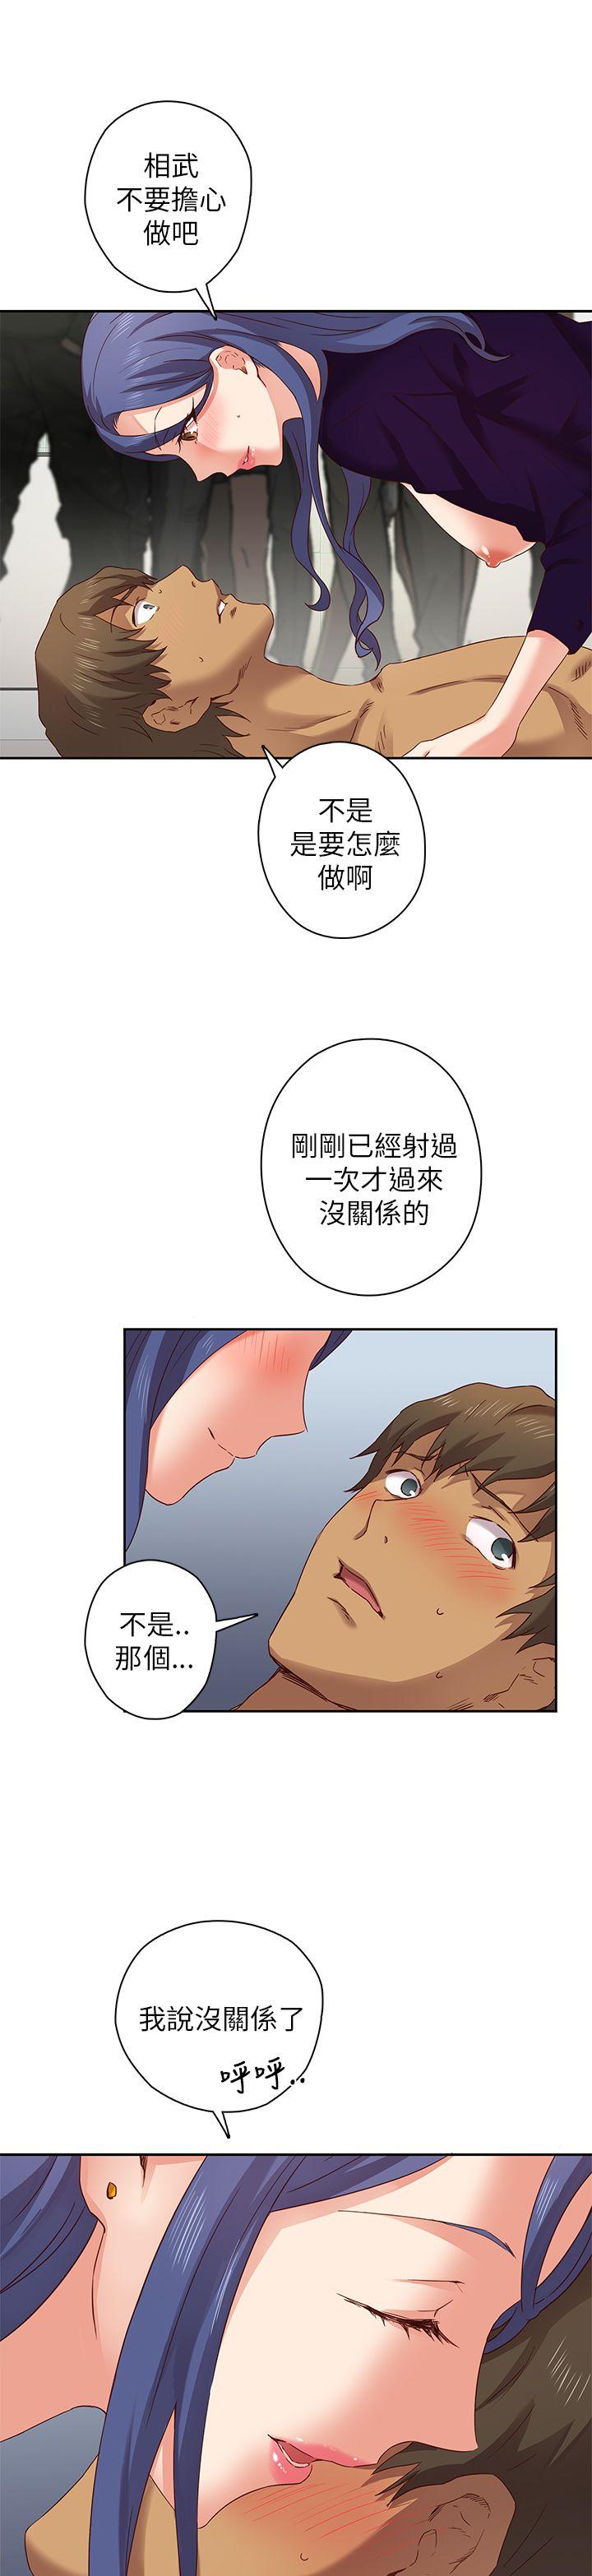 相武
不要擔心
做吧
不是
是要怎麼
做啊
剛剛已經射過
一次才過來
沒關係的
不是..
那個...
我說沒關係了
呼呼..